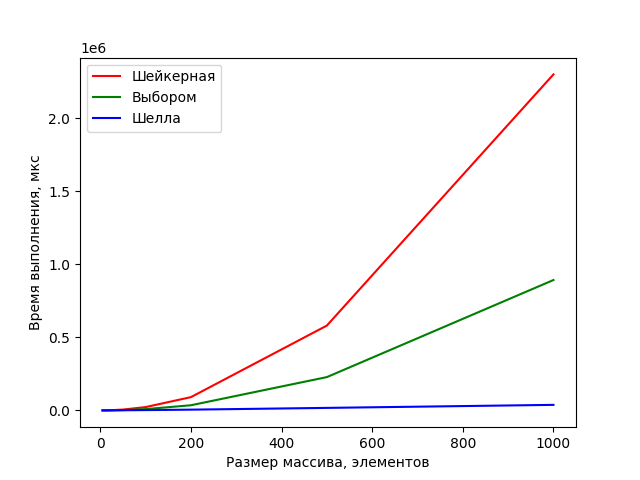 1e6
Шейкерная
Выбором
Шелла
2.0
1.5
1.0
0.5
0.0
Время выполнения, мкс
0 200 400 600 800 1000
Размер массива, элементов